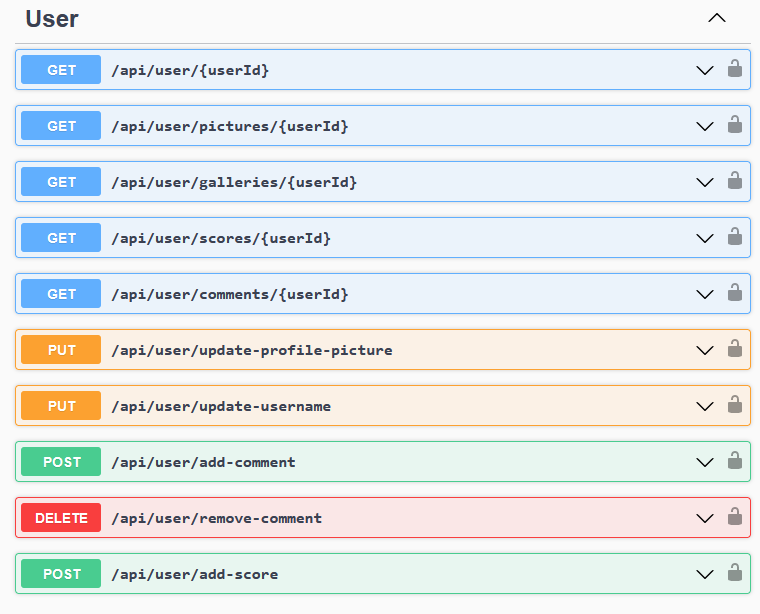 User
GET /api/user/{userId}
GET /api/user/pictures/{userId}
GET /api/user/galleries/{userId}
GET /api/user/scores/{userId}
GET /api/user/comments/{userId}
PUT /api/user/update-profile-picture
PUT /api/user/update-username
POST /api/user/add-comment
DELETE /api/user/remove-comment
POST /api/user/add-score